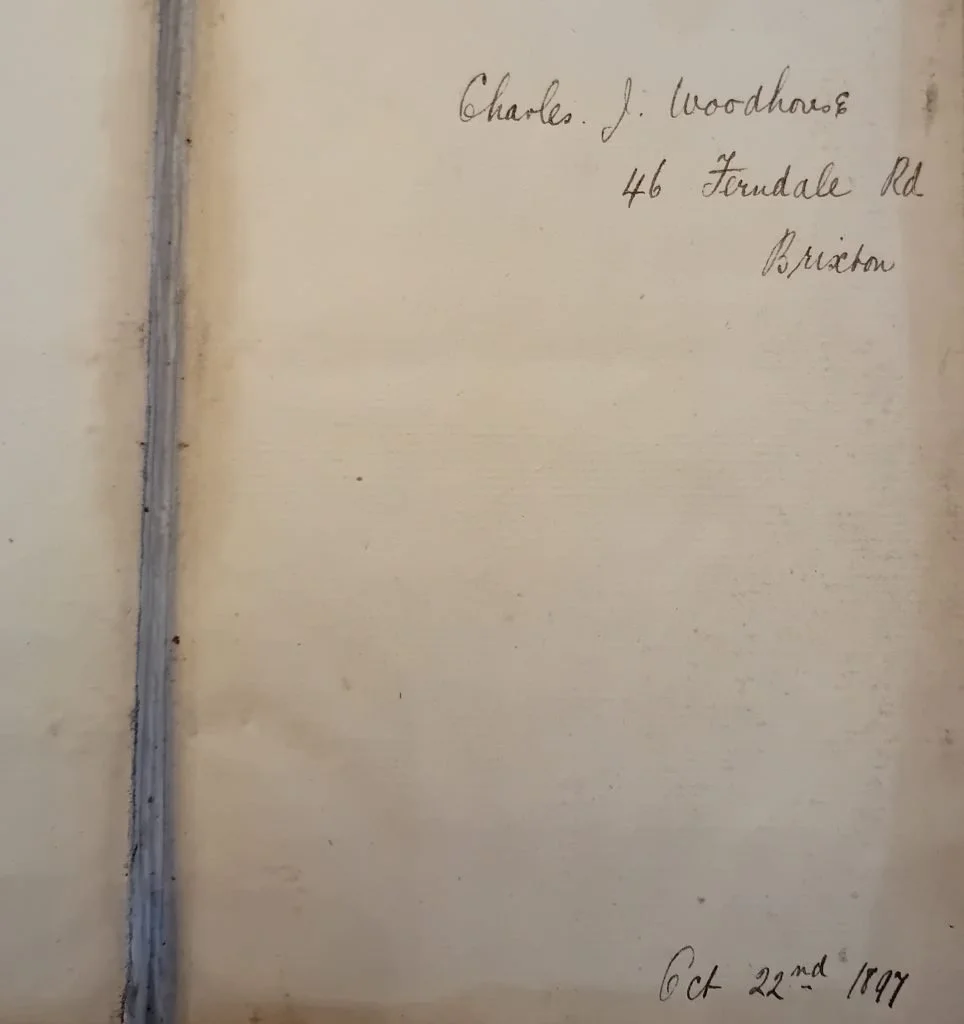 Charles. J. Woodhouse
46 Ferndale Rd
Brixton
Oct 22nd 1897